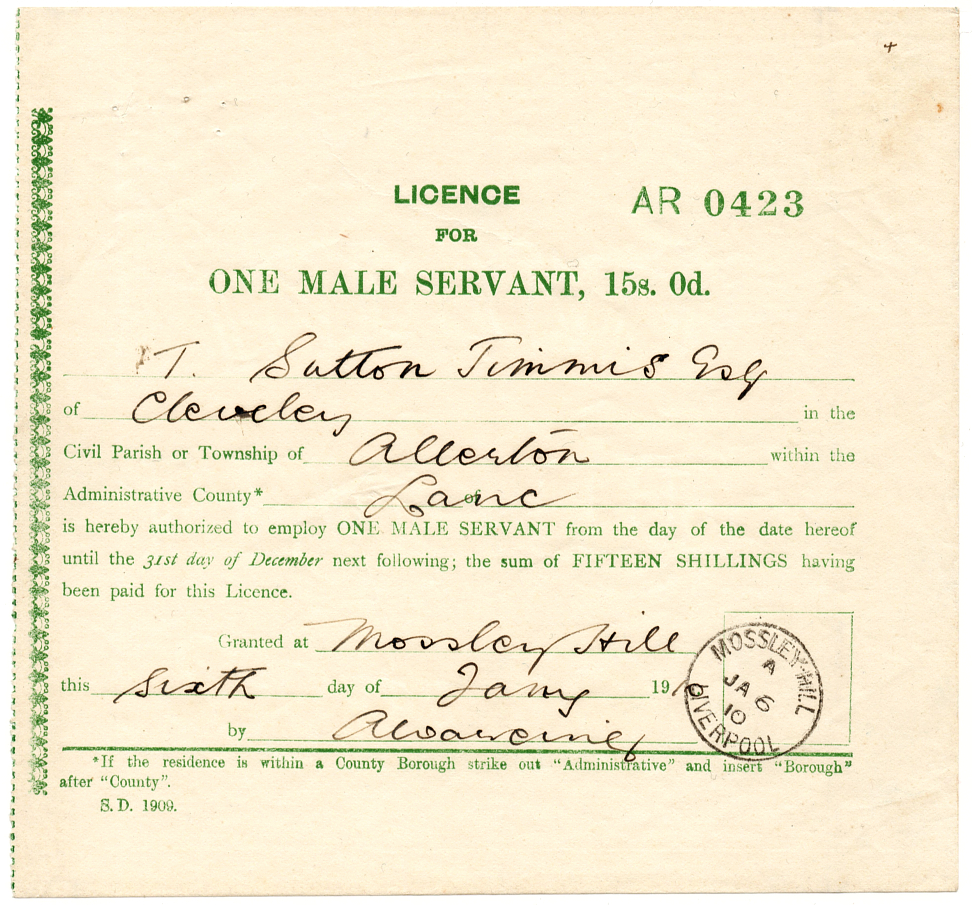 LICENCE AR 0423
FOR
ONE MALE SERVANT, 15s. 0d.
T. Sutton Timmis Esq
of Cleveley in the
Civil Parish or Township of Allerton within the
Administrative County* of Lanc
is hereby authorized to employ ONE MALE SERVANT from the day of the date hereof
until the 31st day of December next following; the sum of FIFTEEN SHILLINGS having
been paid for this Licence.
Granted at Mossley Hill
this Sixth day of Jany 1910
by
MOSSLEY-HILL
A
JA 6
10
LIVERPOOL
*If the residence is within a County Borough strike out "Administrative" and insert "Borough"
after "County".
S.D. 1909.